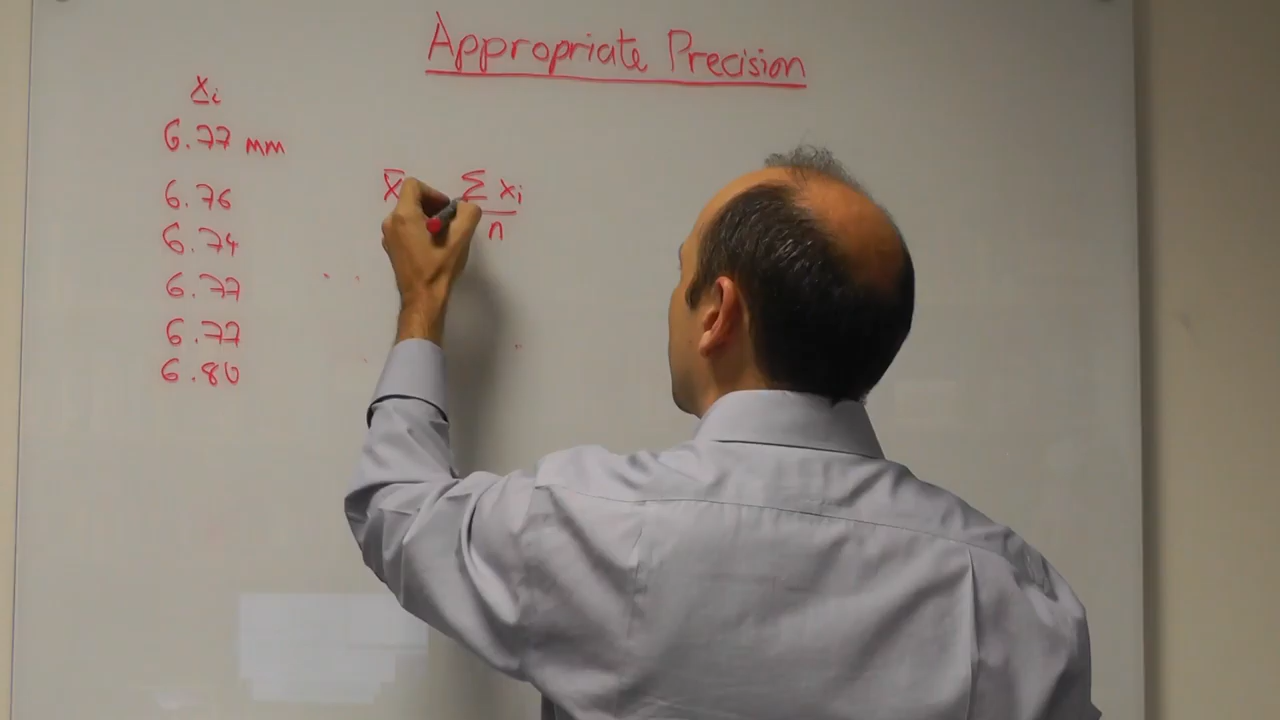 Appropriate Precision
xi
6.77 mm
6.76
6.74
6.77
6.77
6.80
x̄ Σ xi
n